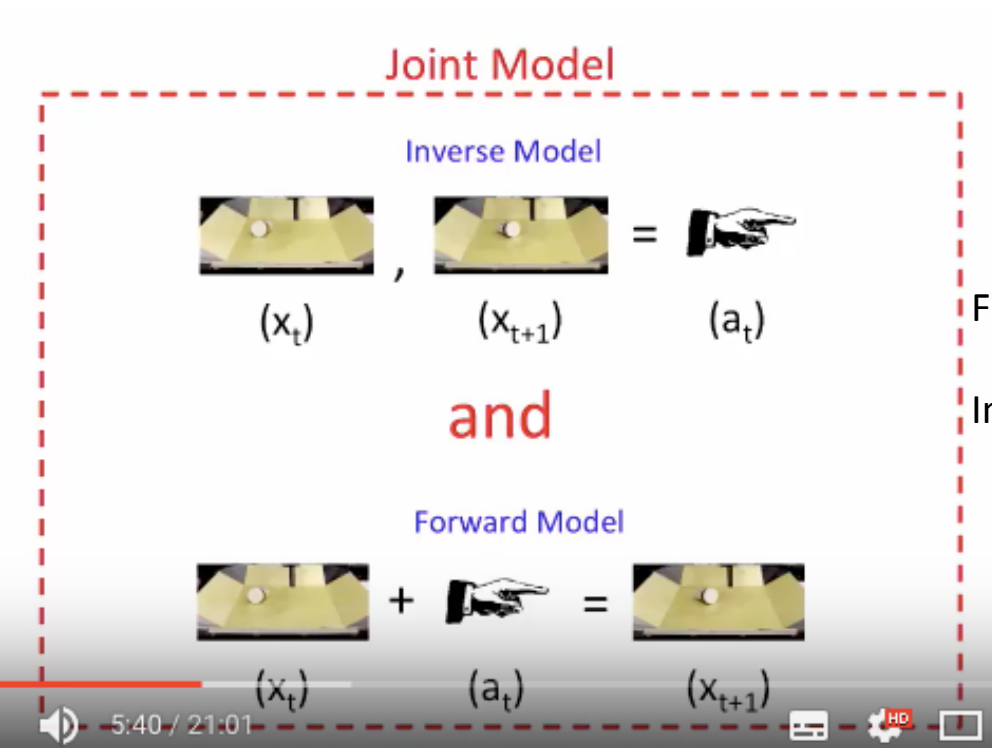 Joint Model
Inverse Model
, =
(xₜ) (xₜ₊₁) (aₜ)
and
Forward Model
+ =
(xₜ) (aₜ) (xₜ₊₁)
5:40 / 21:01 HD